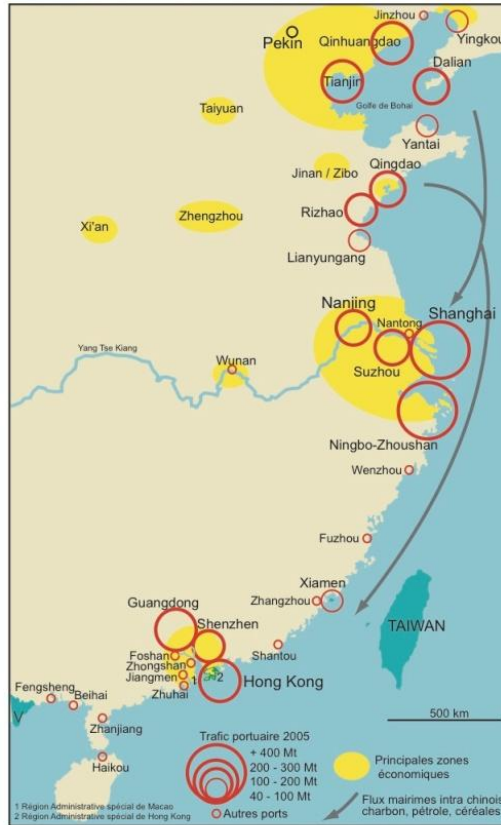 Jinzhou
Yingkou
Pekin
Qinhuangdao
Dalian
Tianjin
Golfe de Bohai
Taiyuan
Yantai
Jinan / Zibo
Qingdao
Zhengzhou
Rizhao
Xi'an
Lianyungang
Nanjing
Shanghai
Nantong
Yang Tse Kiang
Wunan
Suzhou
Ningbo-Zhoushan
Wenzhou
Fuzhou
Xiamen
Guangdong
Zhangzhou
Shenzhen
TAIWAN
Foshan
Zhongshan
Shantou
Jiangmen
1
2
Hong Kong
Fengsheng
Zhuhai
Beihai
V
Zhanjiang
500 km
Haikou
Trafic portuaire 2005
+ 400 Mt
200 - 300 Mt
100 - 200 Mt
40 - 100 Mt
Autres ports
Principales zones
économiques
1 Région Administrative spécial de Macao
2 Région Administrative spécial de Hong Kong
Flux mairimes intra chinois
charbon, pétrole, céréales,